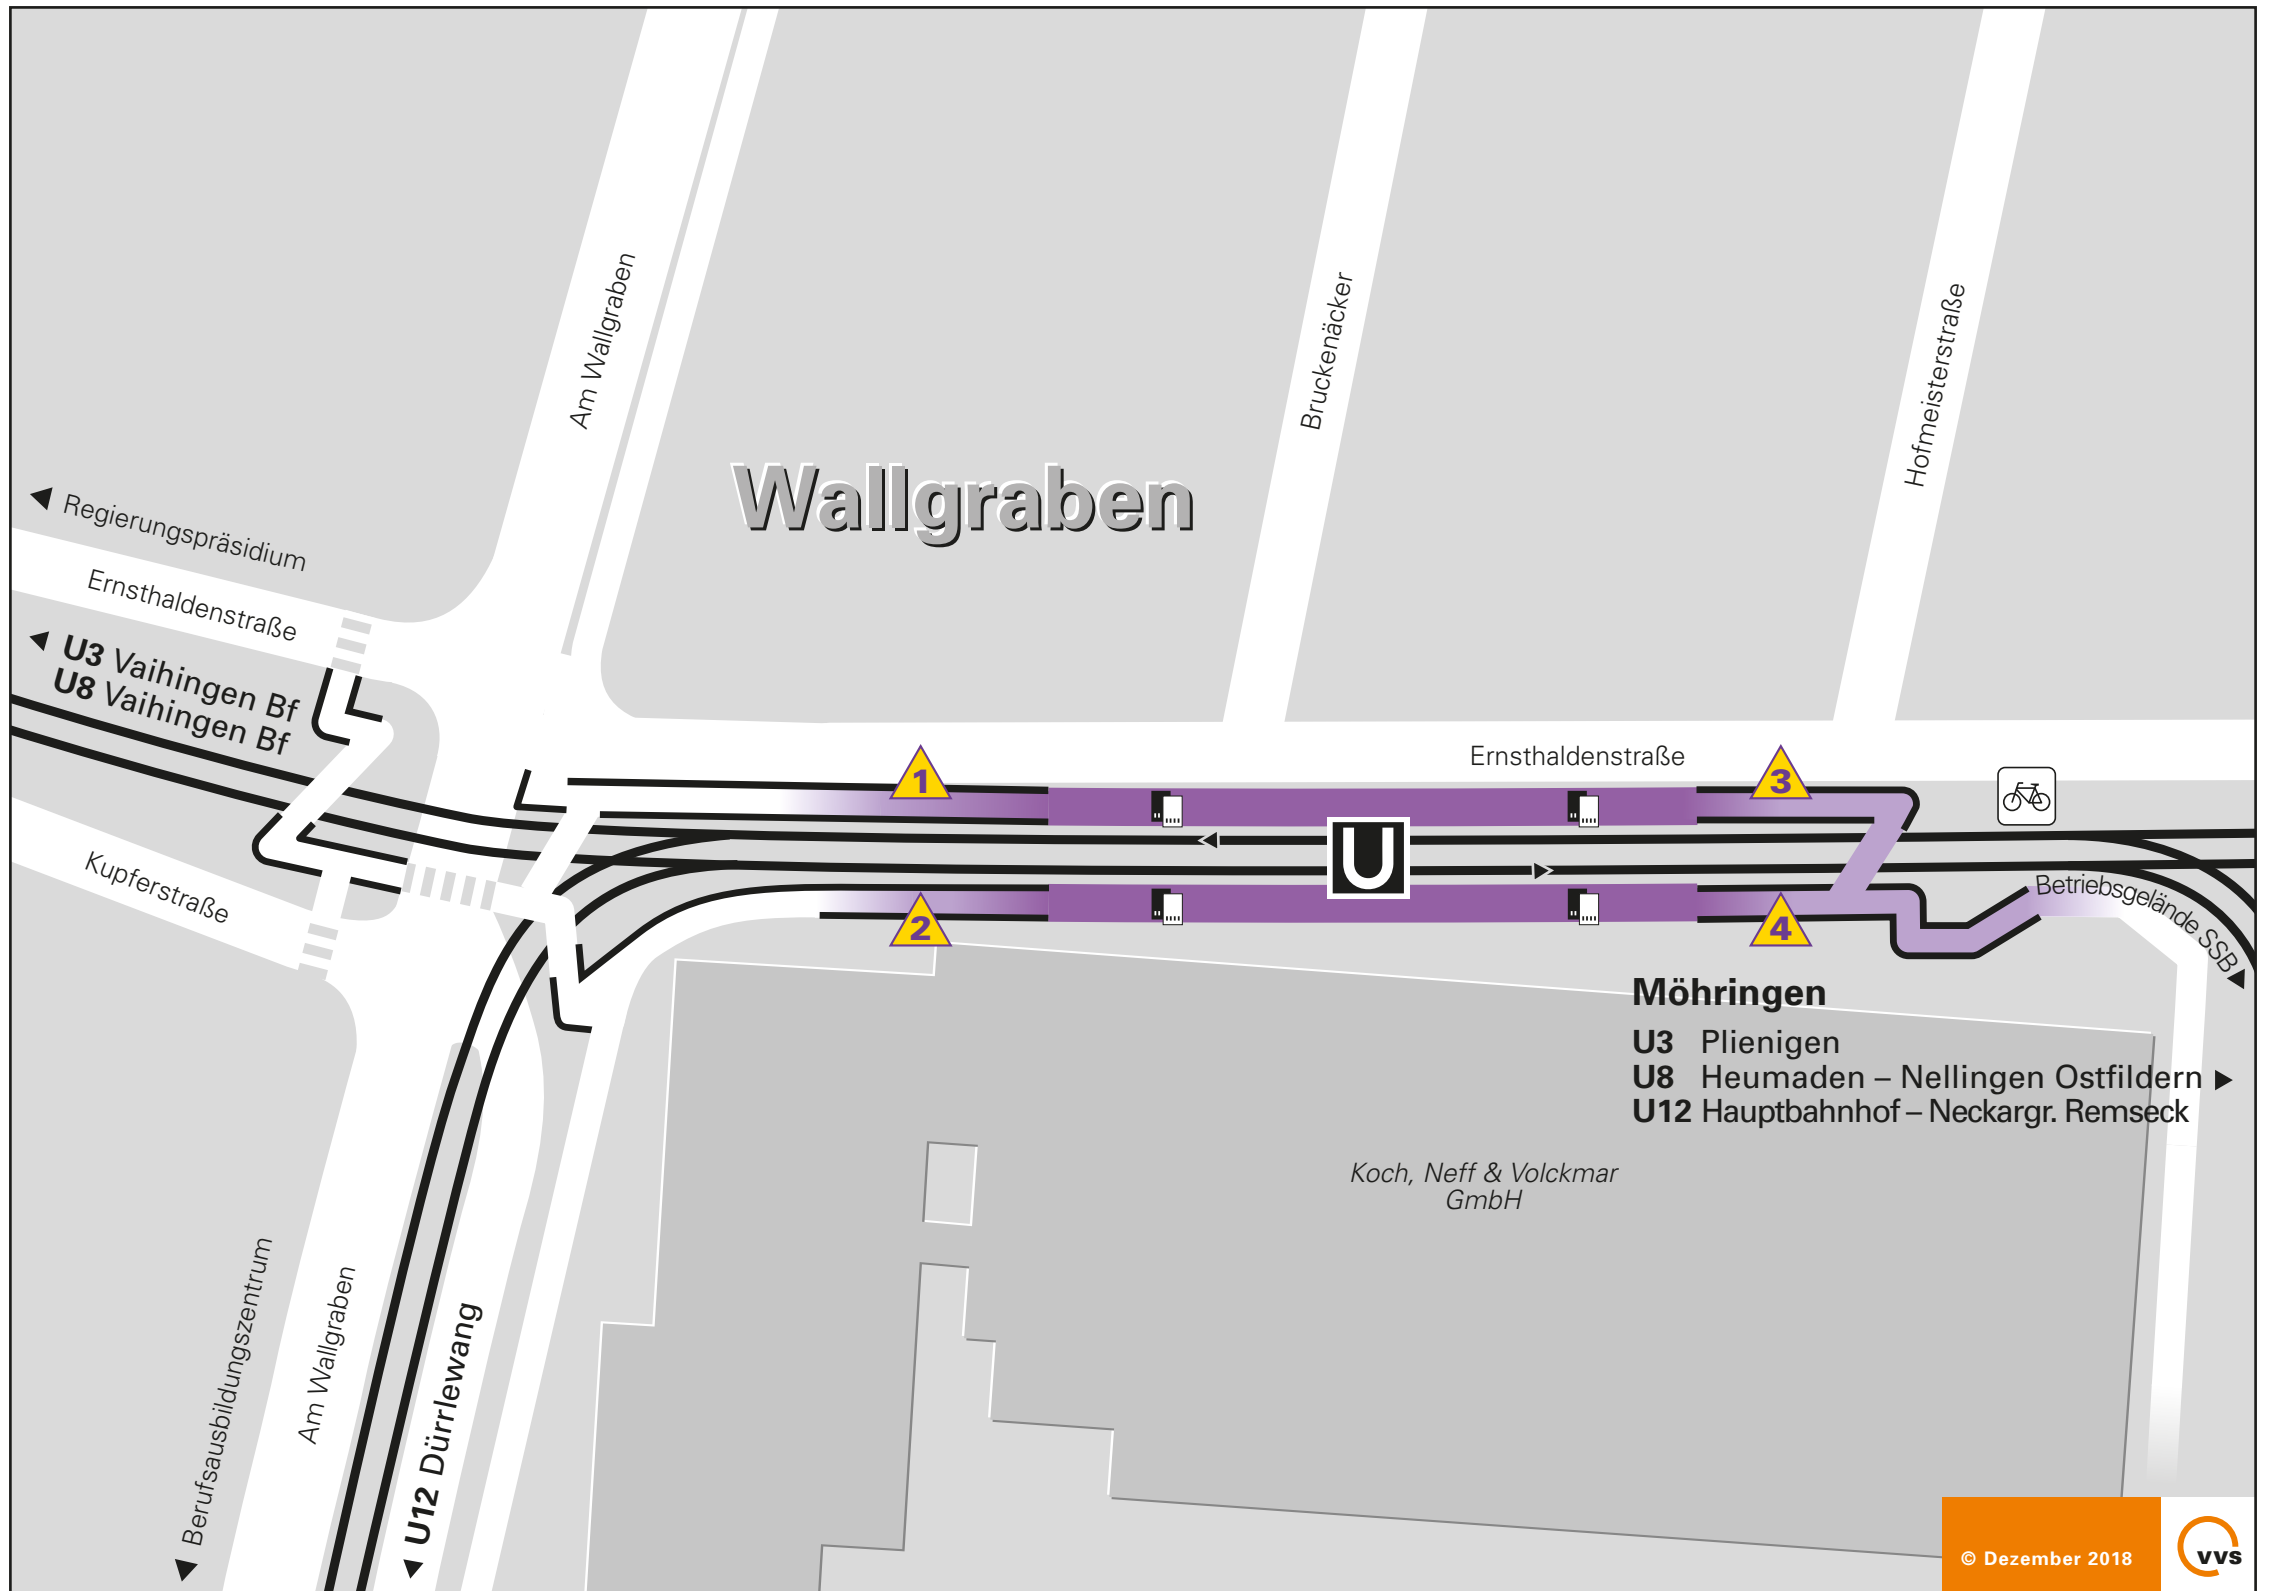 Am Wallgraben
Bruckenäcker
Hofmeisterstraße
Wallgraben
Regierungspräsidium
Ernsthaldenstraße
U3 Vaihingen Bf
U8 Vaihingen Bf
Kupferstraße
Ernsthaldenstraße
1
3
U
2
4
Betriebsgelände SSB
Möhringen
U3 Plienigen
U8 Heumaden – Nellingen Ostfildern
U12 Hauptbahnhof – Neckargr. Remseck
Koch, Neff & Volckmar
GmbH
Berufsausbildungszentrum
Am Wallgraben
U12 Dürrlewang
© Dezember 2018
vvs